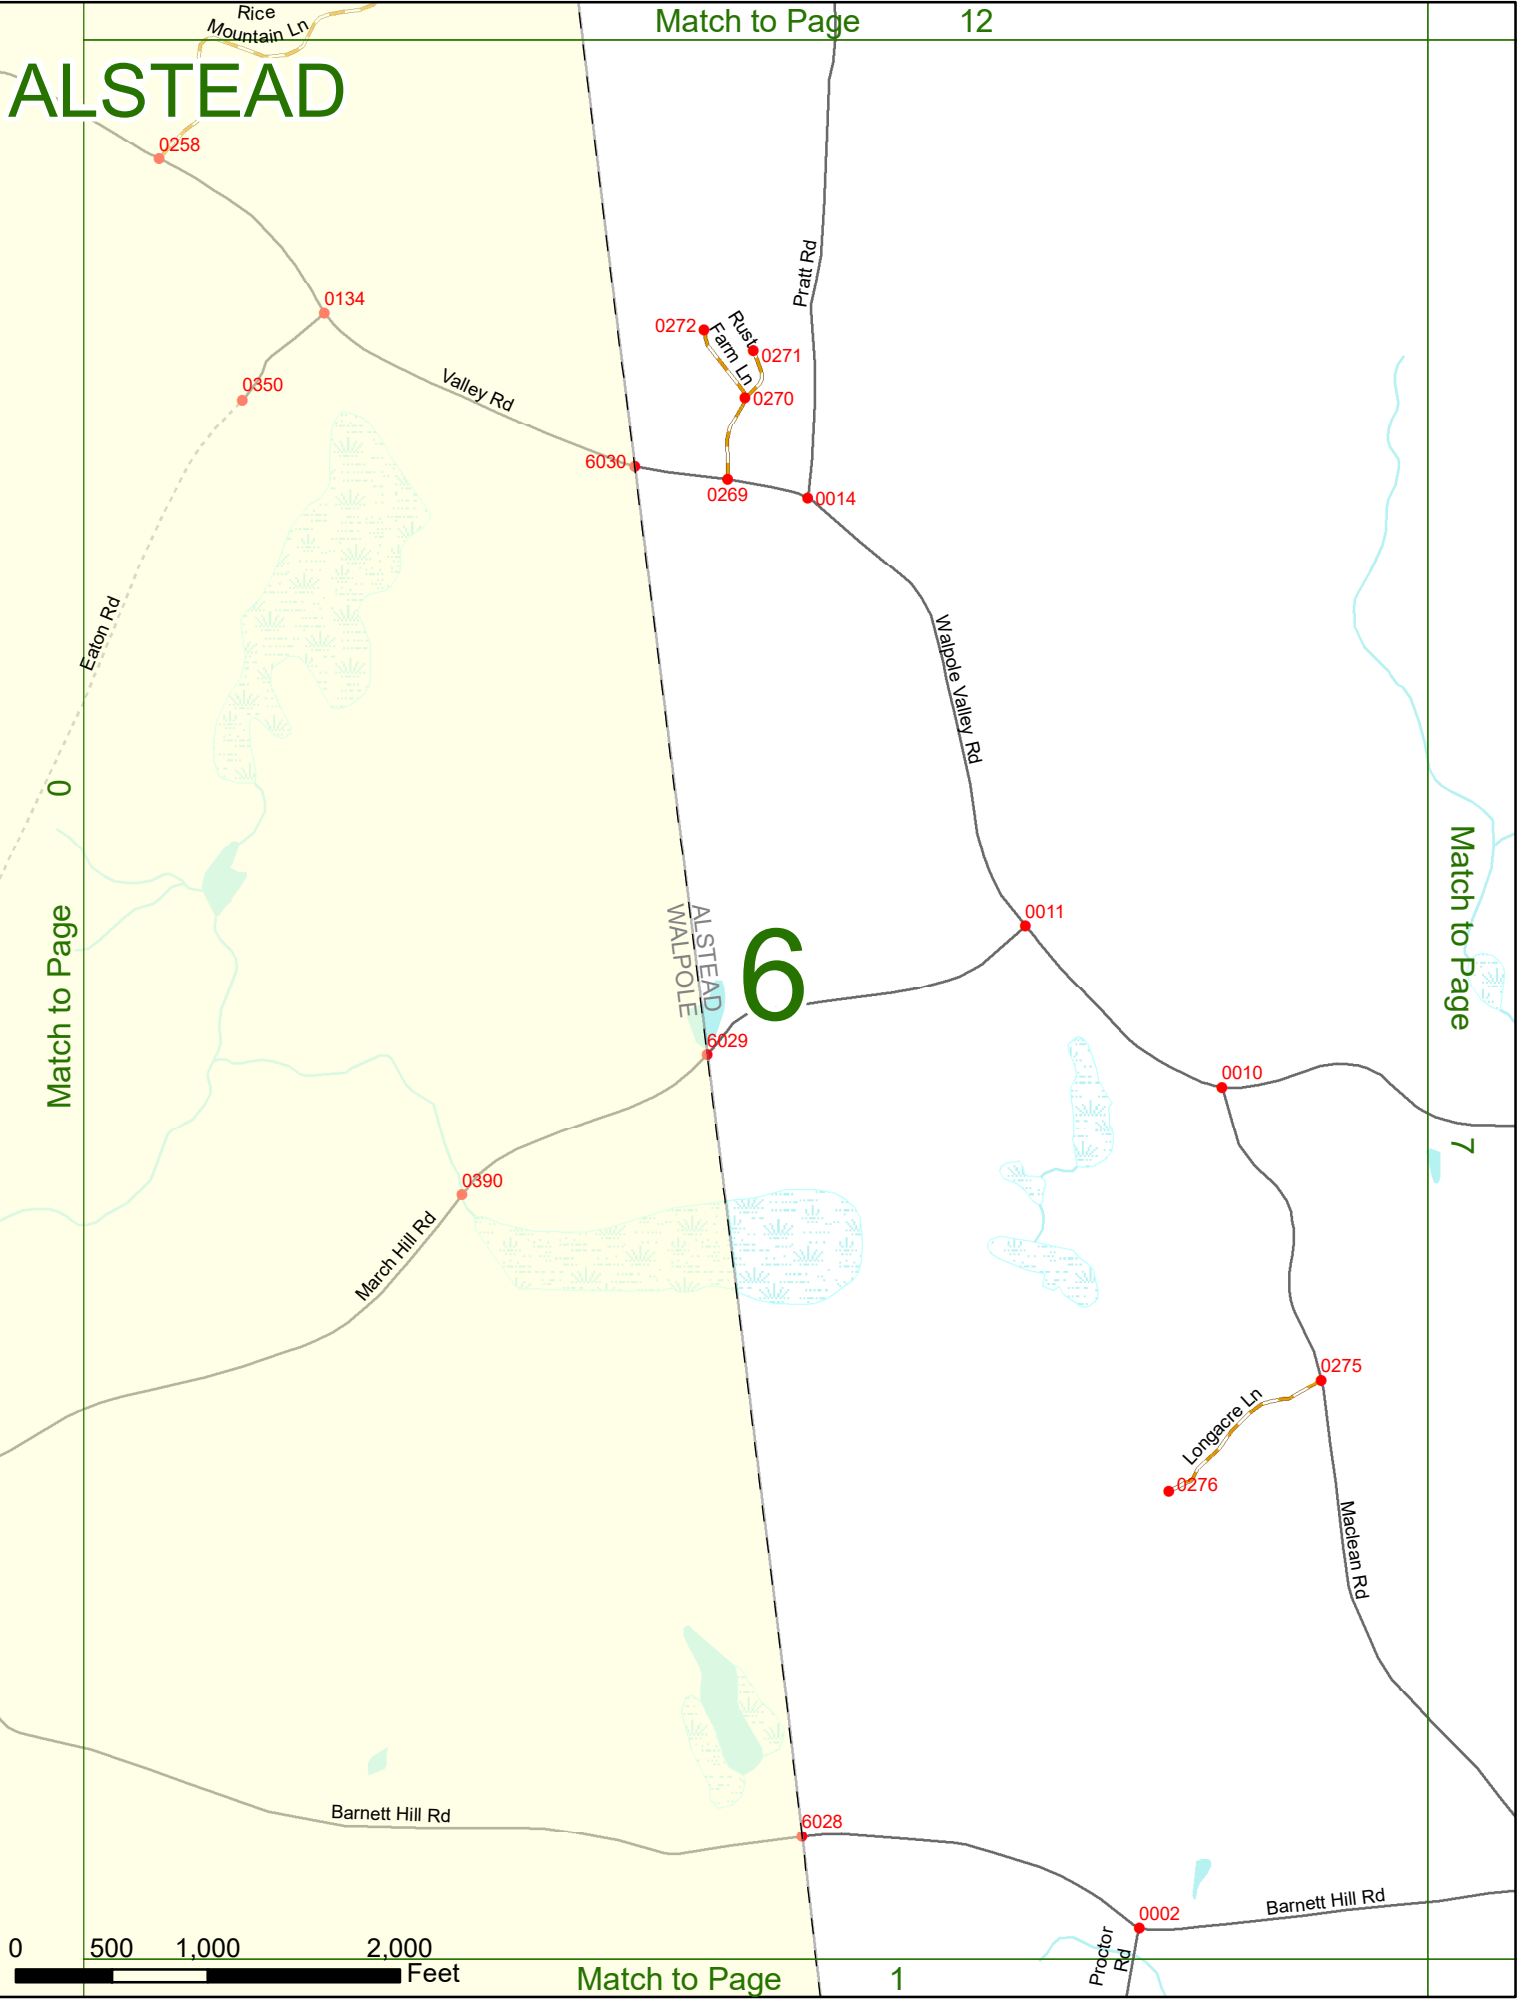 Rice
Mountain Ln
Match to Page 12
ALSTEAD
0258
Pratt Rd
0134
0272
Rust
Farm Ln
0271
0350
Valley Rd
0270
6030
0269
0014
Eaton Rd
Walpole Valley Rd
Match to Page 0
Match to Page 7
ALSTEAD
WALPOLE
6
0011
6029
0010
0390
March Hill Rd
0275
Longacre Ln
0276
Maclean Rd
Barnett Hill Rd
6028
Barnett Hill Rd
0002
Proctor
Rd
0 500 1,000 2,000
Feet
Match to Page 1